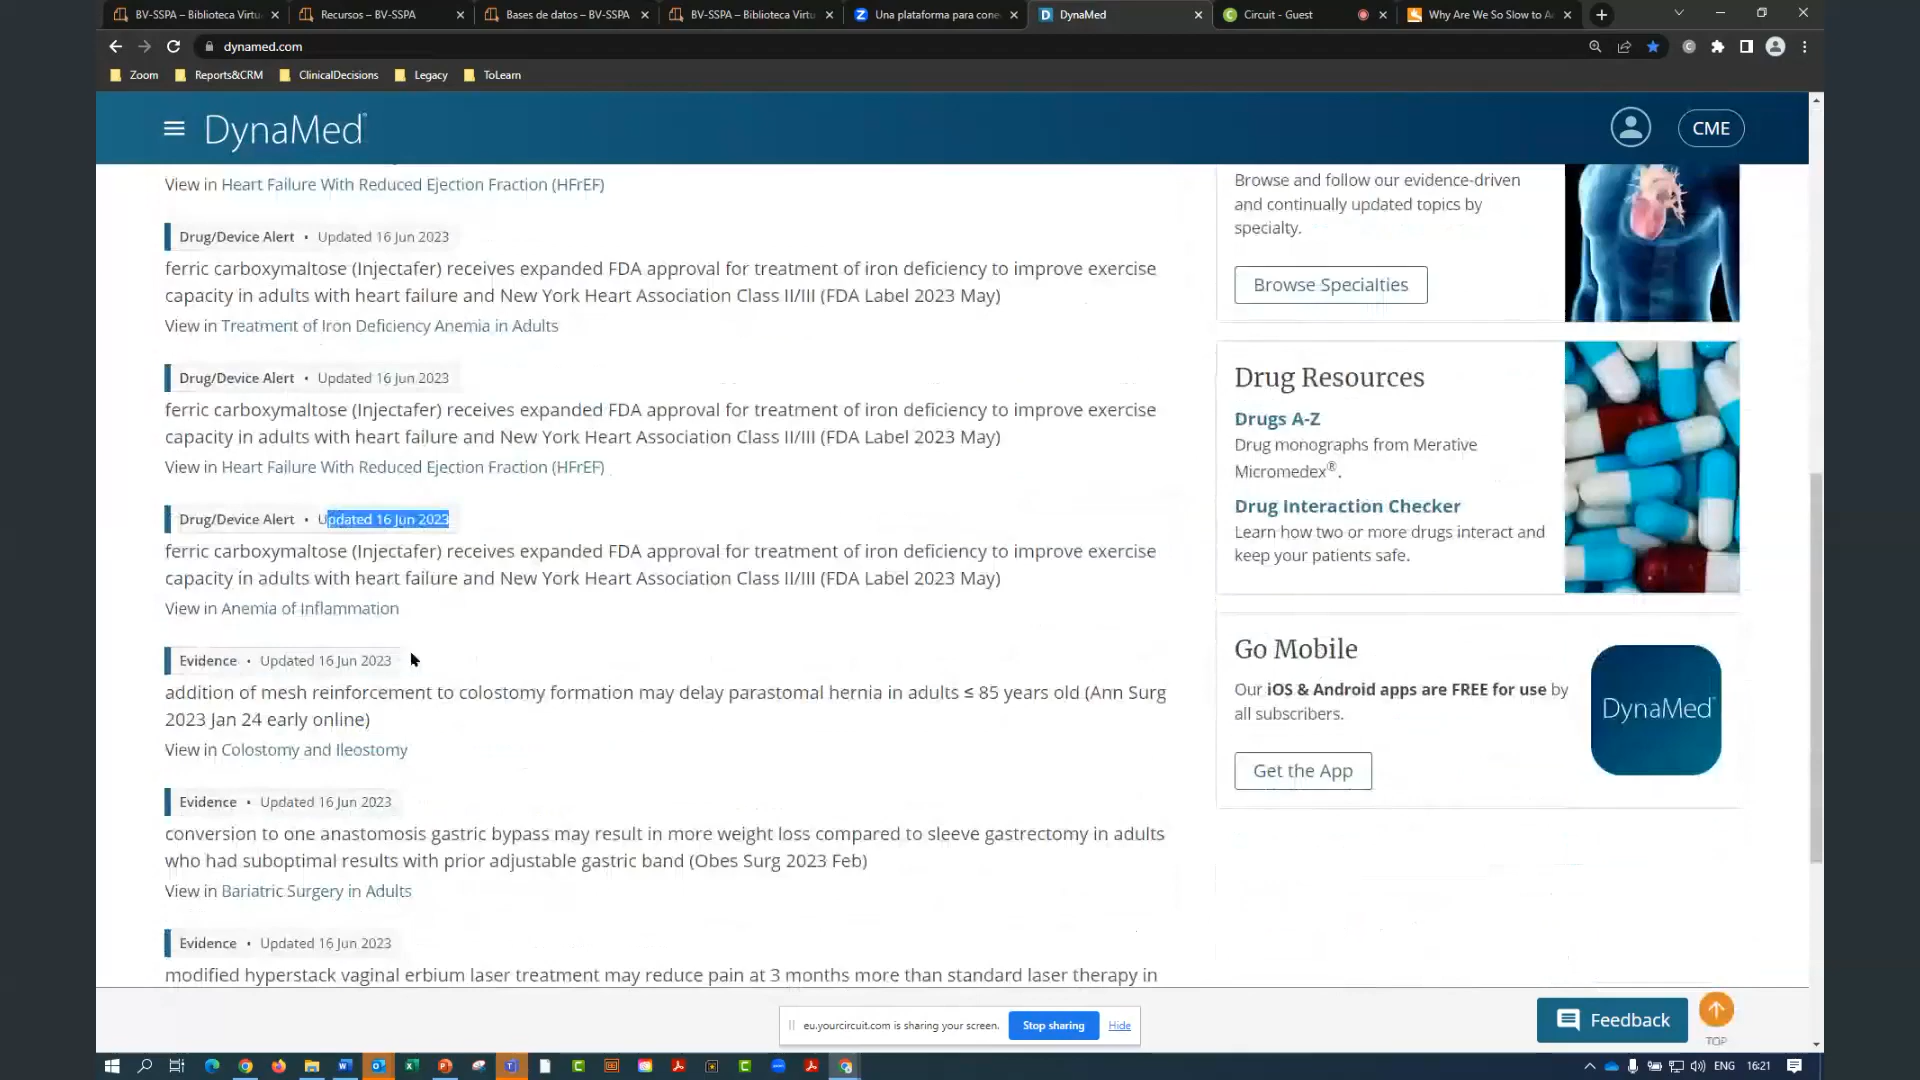 BV-SSPA – Biblioteca Virtu
Recursos – BV-SSPA
Bases de datos – BV-SSPA
BV-SSPA – Biblioteca Virtu
Una plataforma para cone
DynaMed
Circuit - Guest
Why Are We So Slow to A
dynamed.com
Zoom
Reports&CRM
ClinicalDecisions
Legacy
ToLearn
DynaMed
CME
View in Heart Failure With Reduced Ejection Fraction (HFrEF)
Drug/Device Alert • Updated 16 Jun 2023
ferric carboxymaltose (Injectafer) receives expanded FDA approval for treatment of iron deficiency to improve exercise
capacity in adults with heart failure and New York Heart Association Class II/III (FDA Label 2023 May)
View in Treatment of Iron Deficiency Anemia in Adults
Drug/Device Alert • Updated 16 Jun 2023
ferric carboxymaltose (Injectafer) receives expanded FDA approval for treatment of iron deficiency to improve exercise
capacity in adults with heart failure and New York Heart Association Class II/III (FDA Label 2023 May)
View in Heart Failure With Reduced Ejection Fraction (HFrEF)
Drug/Device Alert • Updated 16 Jun 2023
ferric carboxymaltose (Injectafer) receives expanded FDA approval for treatment of iron deficiency to improve exercise
capacity in adults with heart failure and New York Heart Association Class II/III (FDA Label 2023 May)
View in Anemia of Inflammation
Evidence • Updated 16 Jun 2023
addition of mesh reinforcement to colostomy formation may delay parastomal hernia in adults ≤ 85 years old (Ann Surg
2023 Jan 24 early online)
View in Colostomy and Ileostomy
Evidence • Updated 16 Jun 2023
conversion to one anastomosis gastric bypass may result in more weight loss compared to sleeve gastrectomy in adults
who had suboptimal results with prior adjustable gastric band (Obes Surg 2023 Feb)
View in Bariatric Surgery in Adults
Evidence • Updated 16 Jun 2023
modified hyperstack vaginal erbium laser treatment may reduce pain at 3 months more than standard laser therapy in
Browse and follow our evidence-driven
and continually updated topics by
specialty.
Browse Specialties
Drug Resources
Drugs A-Z
Drug monographs from Merative
Micromedex®.
Drug Interaction Checker
Learn how two or more drugs interact and
keep your patients safe.
Go Mobile
Our iOS & Android apps are FREE for use by
all subscribers.
DynaMed
Get the App
eu.yourcircuit.com is sharing your screen.
Stop sharing
Hide
Feedback
TOP
ENG
16:21